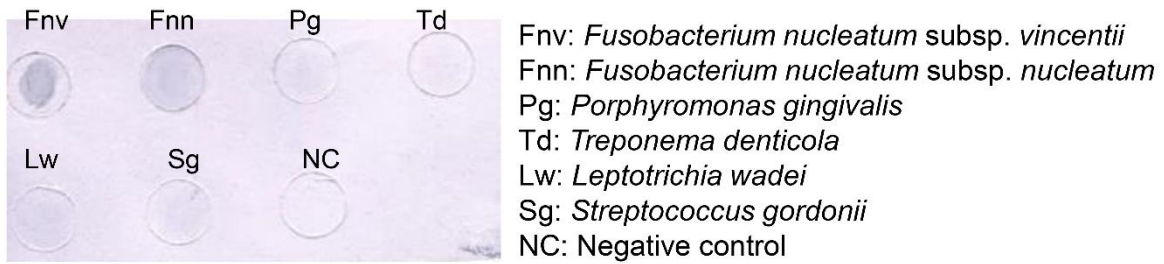 Fnv Fnn Pg Td
Lw Sg NC
Fnv: Fusobacterium nucleatum subsp. vincentii
Fnn: Fusobacterium nucleatum subsp. nucleatum
Pg: Porphyromonas gingivalis
Td: Treponema denticola
Lw: Leptotrichia wadei
Sg: Streptococcus gordonii
NC: Negative control